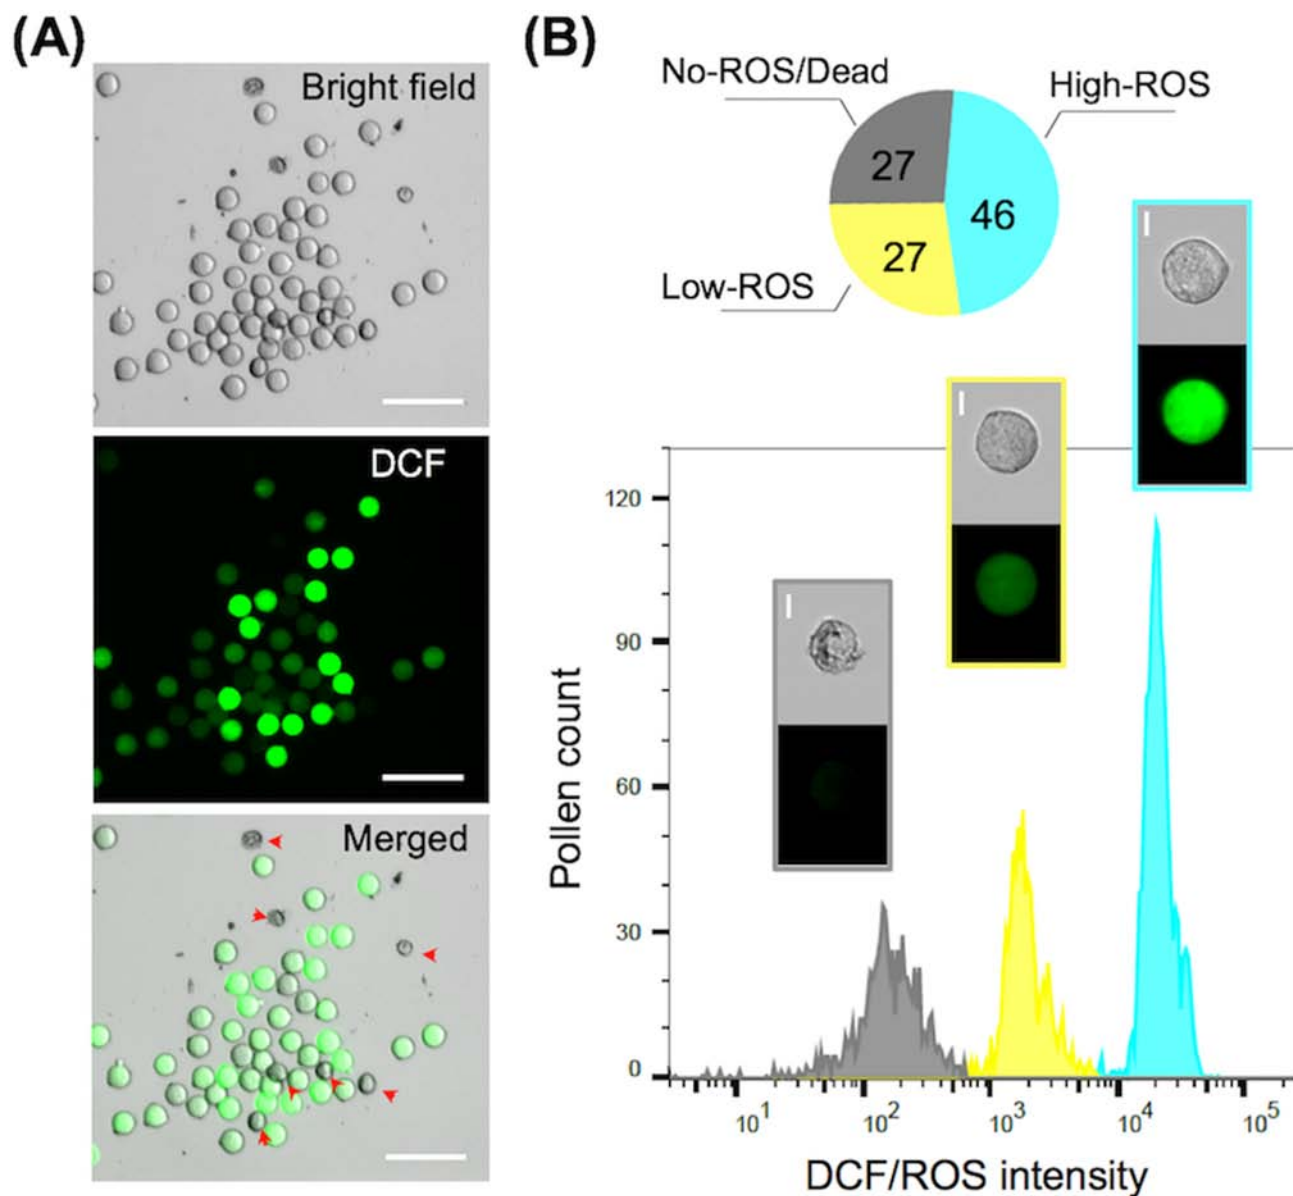 (A)
Bright field
DCF
Merged
(B)
No-ROS/Dead
High-ROS
27
46
27
Low-ROS
120
90
60
30
0
Pollen count
10¹ 10² 10³ 10⁴ 10⁵
DCF/ROS intensity